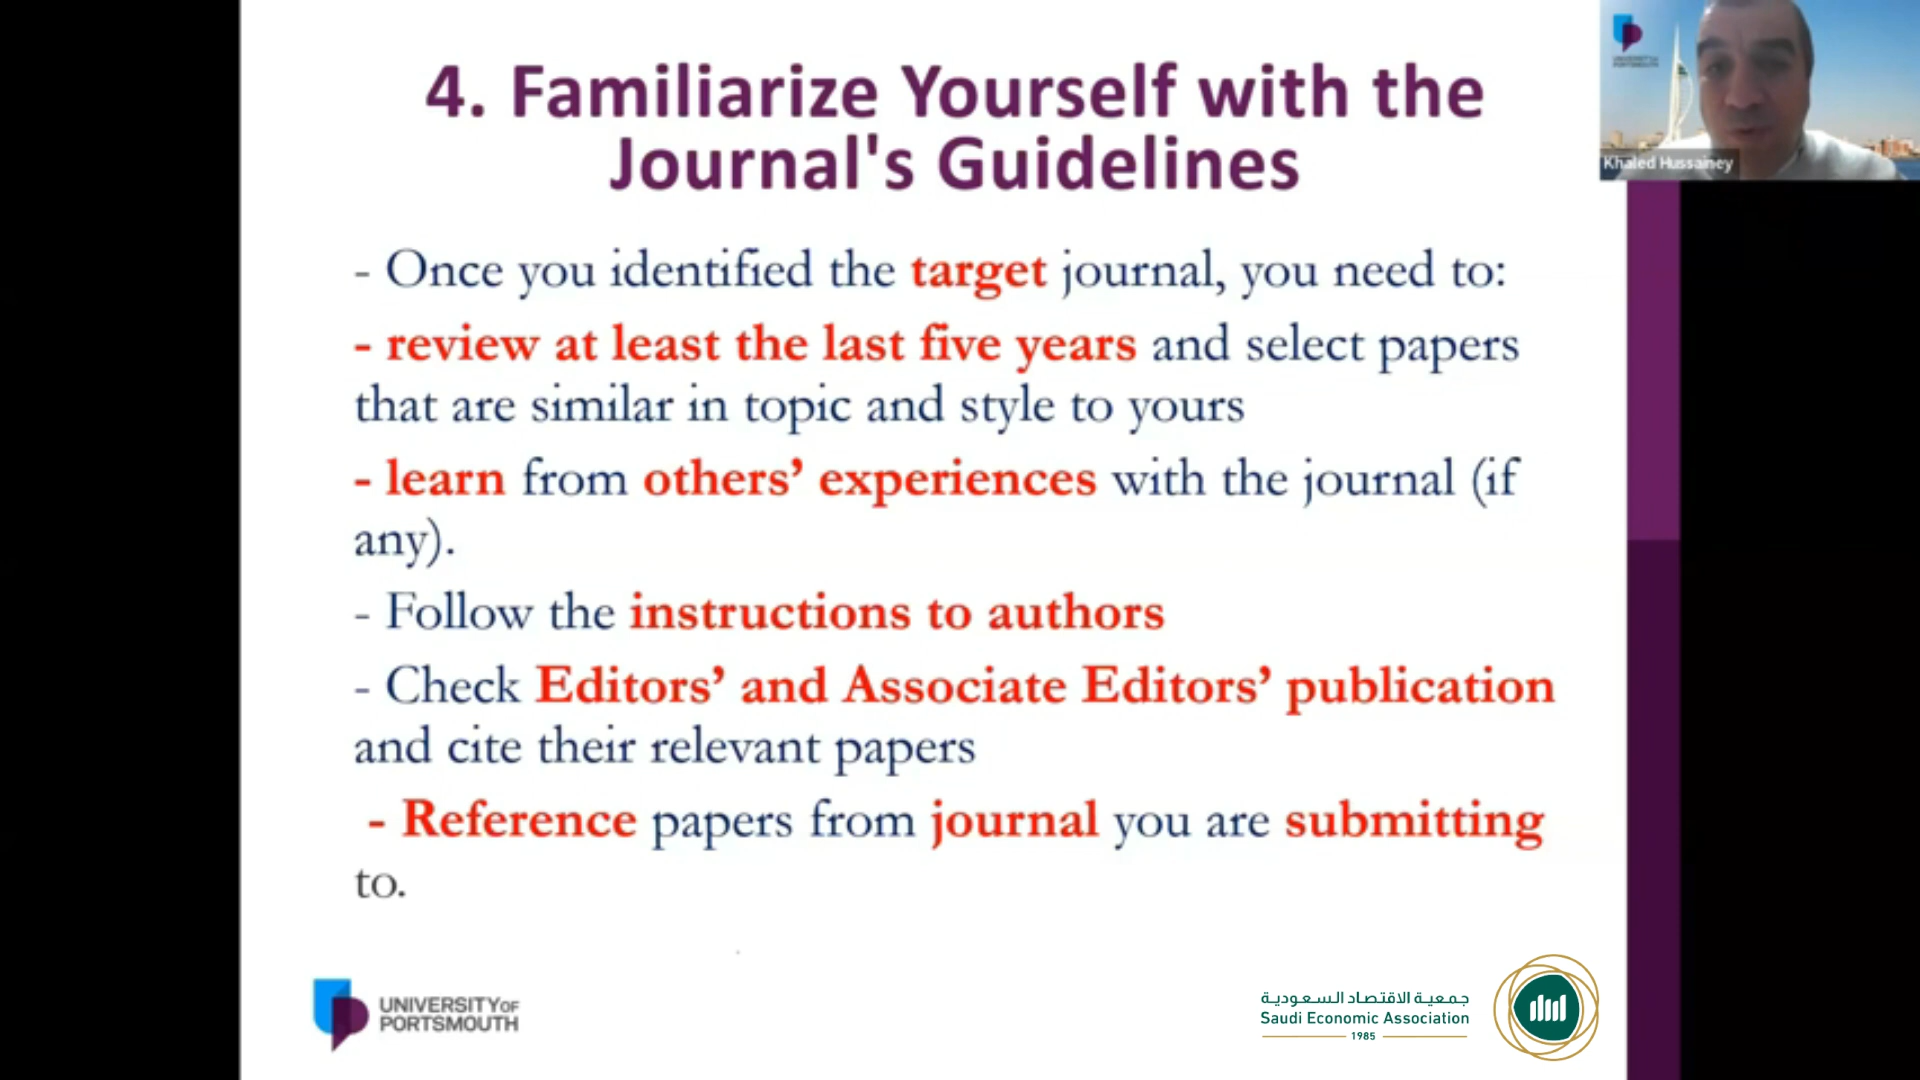 4. Familiarize Yourself with the
Journal's Guidelines
- Once you identified the target journal, you need to:
- review at least the last five years and select papers
that are similar in topic and style to yours
- learn from others’ experiences with the journal (if
any).
- Follow the instructions to authors
- Check Editors’ and Associate Editors’ publication
and cite their relevant papers
- Reference papers from journal you are submitting
to.
UNIVERSITY OF
PORTSMOUTH
Khaled Hussainey
UNIVERSITY OF
PORTSMOUTH
جمعية الاقتصاد السعودية
Saudi Economic Association
1985